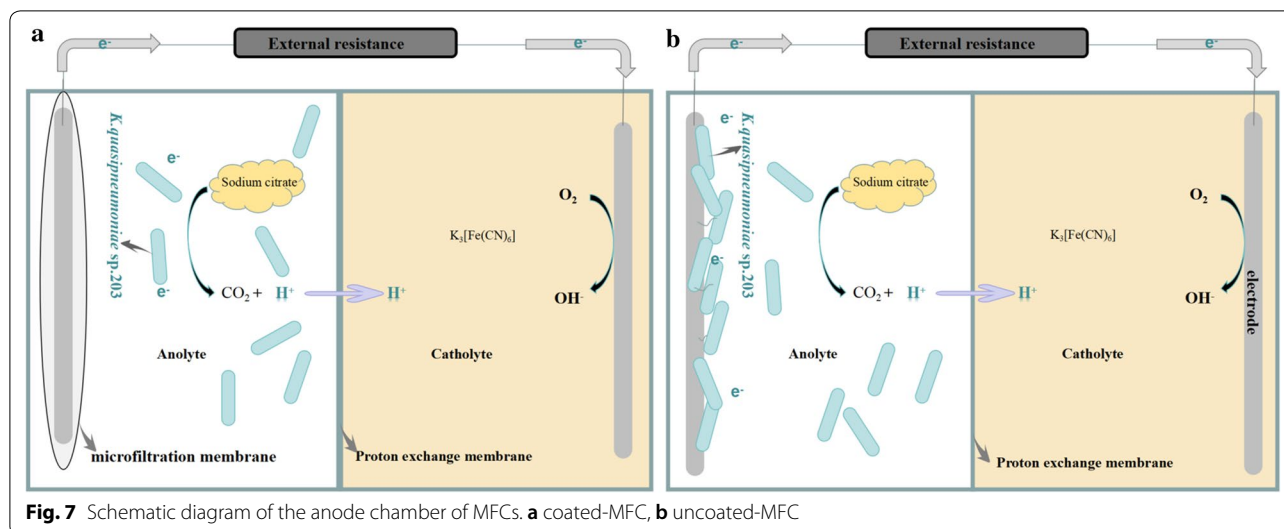 a
e-
External resistance
e-
K.quasipneumoniae sp.203
e-
Sodium citrate
e-
CO₂ + H⁺
H⁺
Anolyte
microfiltration membrane
O₂
K₃[Fe(CN)₆]
OH⁻
Catholyte
Proton exchange membrane
b
e-
External resistance
e-
e-
K.quasipneumoniae sp.203
Sodium citrate
e-
CO₂ + H⁺
H⁺
Anolyte
e-
O₂
K₃[Fe(CN)₆]
OH⁻
electrode
Catholyte
Proton exchange membrane
Fig. 7 Schematic diagram of the anode chamber of MFCs. a coated-MFC, b uncoated-MFC